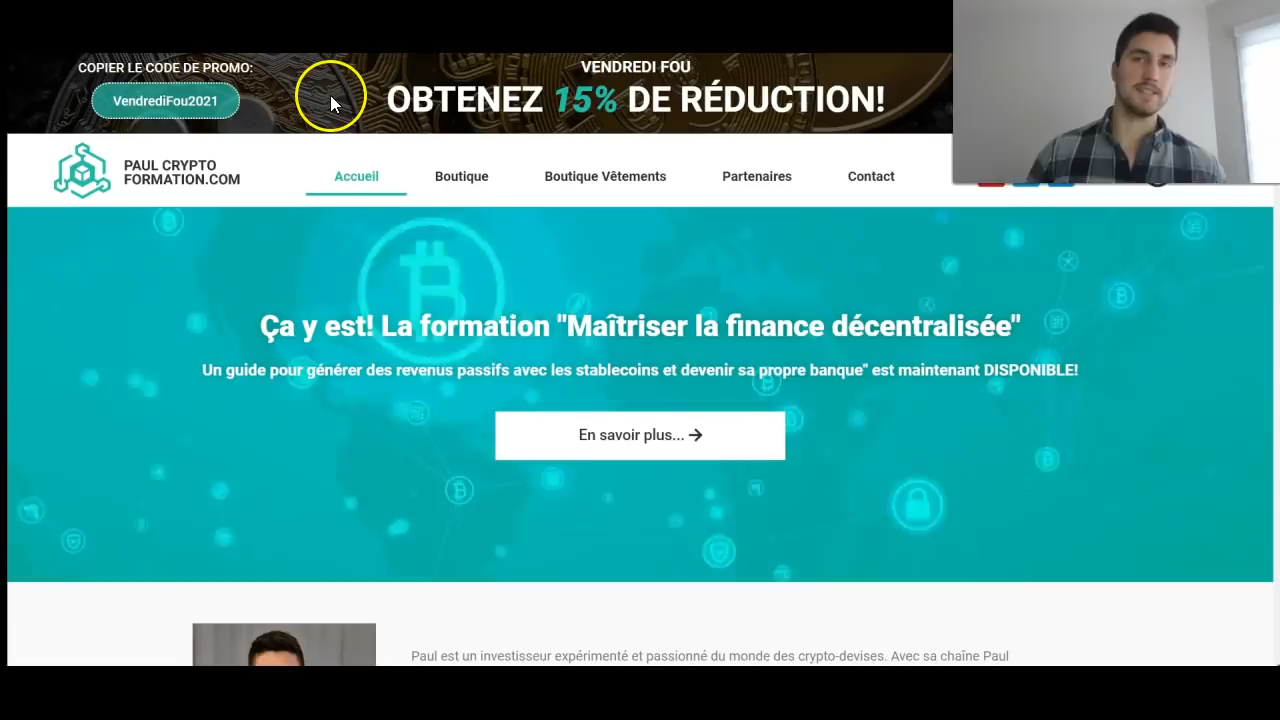 COPIER LE CODE DE PROMO:
VendrediFou2021
VENDREDI FOU
OBTENEZ 15% DE RÉDUCTION!
PAUL CRYPTO
FORMATION.COM
Accueil
Boutique
Boutique Vêtements
Partenaires
Contact
Ça y est! La formation "Maîtriser la finance décentralisée"
Un guide pour générer des revenus passifs avec les stablecoins et devenir sa propre banque" est maintenant DISPONIBLE!
En savoir plus...
Paul est un investisseur expérimenté et passionné du monde des crypto-devises. Avec sa chaîne Paul